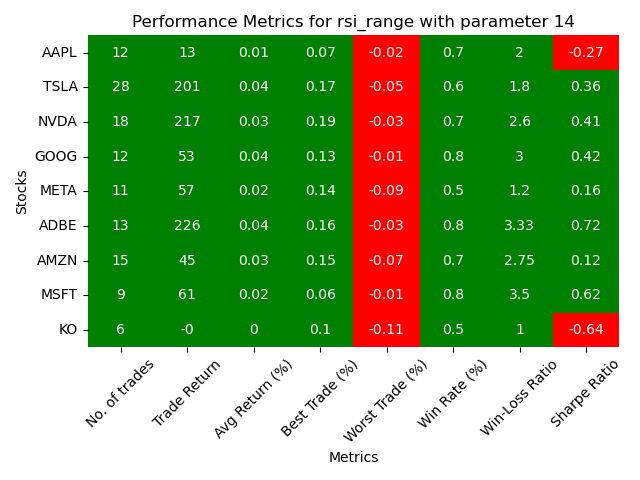 Performance Metrics for rsi_range with parameter 14
AAPL 12 13 0.01 0.07 -0.02 0.7 2 -0.27
TSLA 28 201 0.04 0.17 -0.05 0.6 1.8 0.36
NVDA 18 217 0.03 0.19 -0.03 0.7 2.6 0.41
GOOG 12 53 0.04 0.13 -0.01 0.8 3 0.42
META 11 57 0.02 0.14 -0.09 0.5 1.2 0.16
ADBE 13 226 0.04 0.16 -0.03 0.8 3.33 0.72
AMZN 15 45 0.03 0.15 -0.07 0.7 2.75 0.12
MSFT 9 61 0.02 0.06 -0.01 0.8 3.5 0.62
KO 6 -0 0 0.1 -0.11 0.5 1 -0.64
Stocks
No. of trades
Trade Return
Avg Return (%)
Best Trade (%)
Worst Trade (%)
Win Rate (%)
Win-Loss Ratio
Sharpe Ratio
Metrics